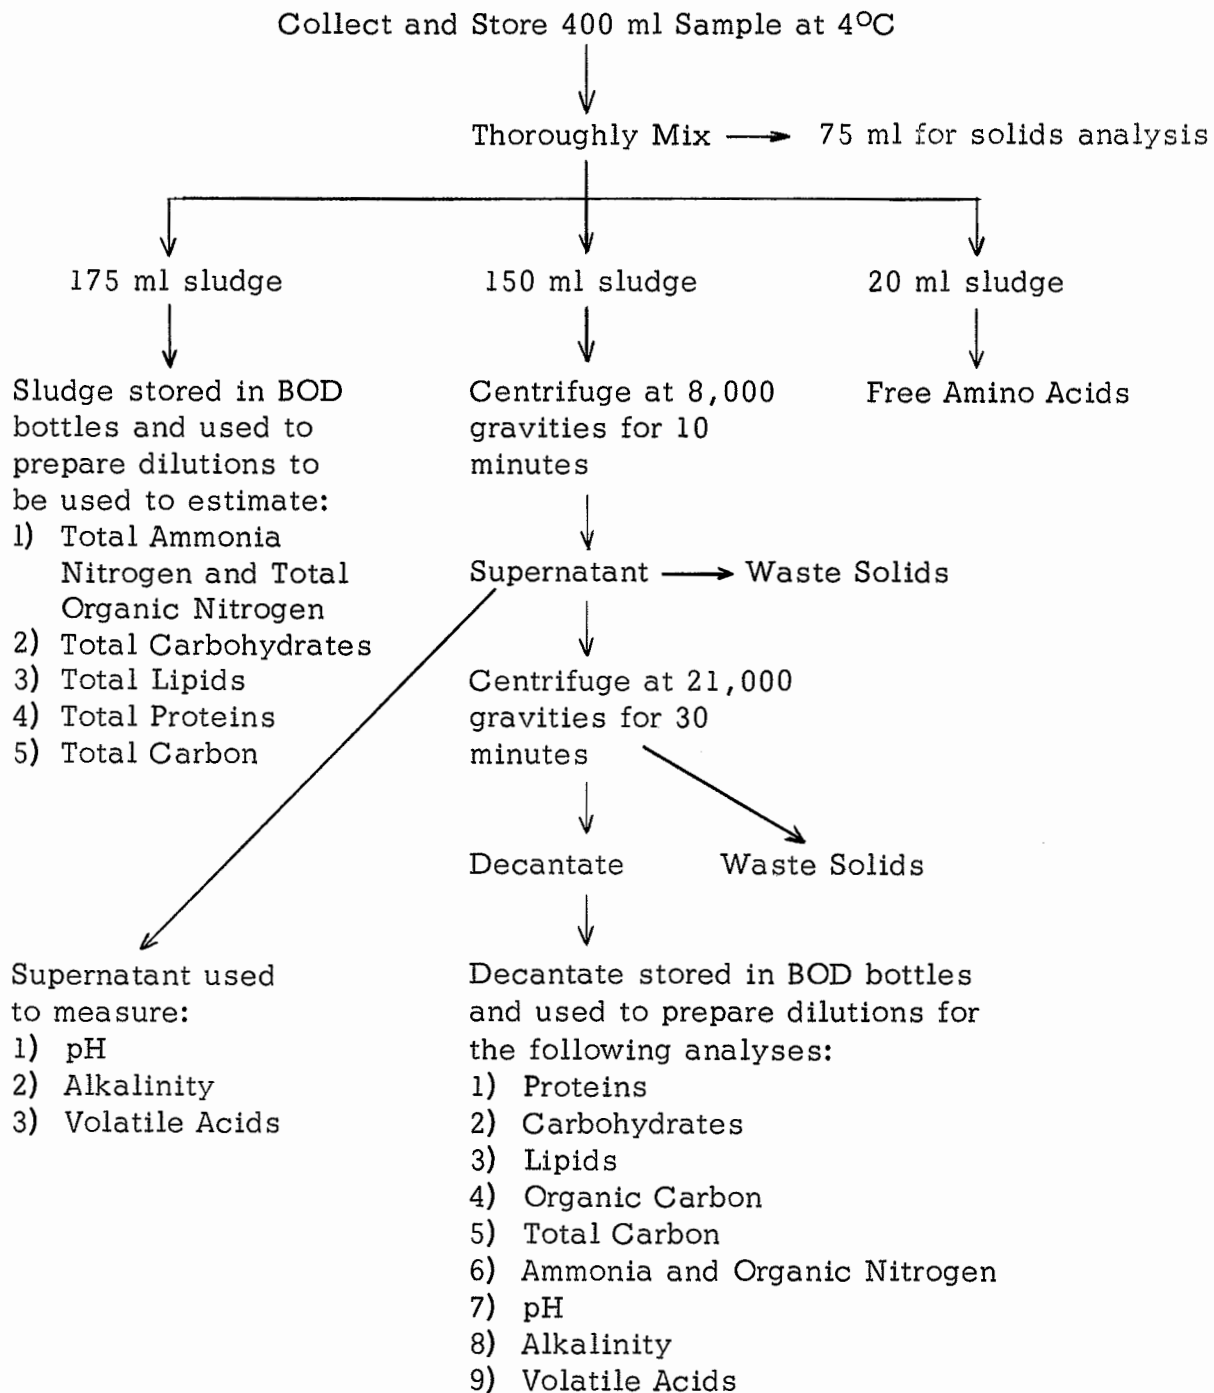 Collect and Store 400 ml Sample at 4°C
Thoroughly Mix
75 ml for solids analysis
175 ml sludge
150 ml sludge
20 ml sludge
Sludge stored in BOD
bottles and used to
prepare dilutions to
be used to estimate:
1) Total Ammonia
Nitrogen and Total
Organic Nitrogen
2) Total Carbohydrates
3) Total Lipids
4) Total Proteins
5) Total Carbon
Centrifuge at 8,000
gravities for 10
minutes
Free Amino Acids
Supernatant
Waste Solids
Centrifuge at 21,000
gravities for 30
minutes
Decantate
Waste Solids
Supernatant used
to measure:
1) pH
2) Alkalinity
3) Volatile Acids
Decantate stored in BOD bottles
and used to prepare dilutions for
the following analyses:
1) Proteins
2) Carbohydrates
3) Lipids
4) Organic Carbon
5) Total Carbon
6) Ammonia and Organic Nitrogen
7) pH
8) Alkalinity
9) Volatile Acids